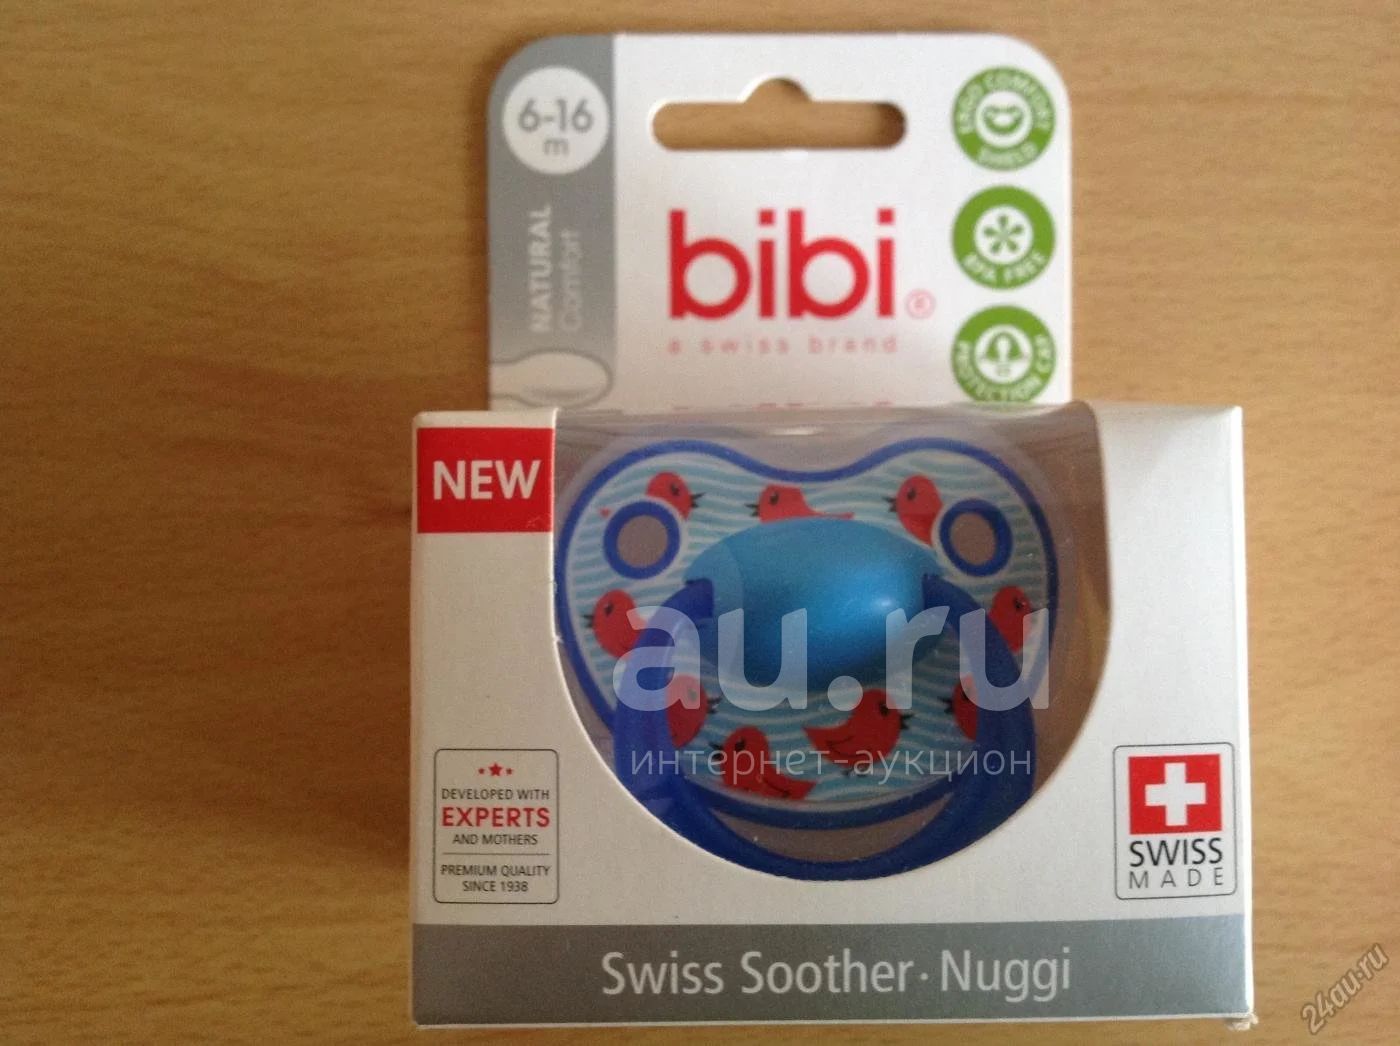 6-16
m
NATURAL
Comfort
bibi®
a swiss brand
ERGO COMFORT
SHIELD
BPA FREE
PROTECTION CAP
NEW
au.ru
интернет-аукцион
DEVELOPED WITH
EXPERTS
AND MOTHERS
PREMIUM QUALITY
SINCE 1938
SWISS
MADE
Swiss Soother · Nuggi
24au.ru